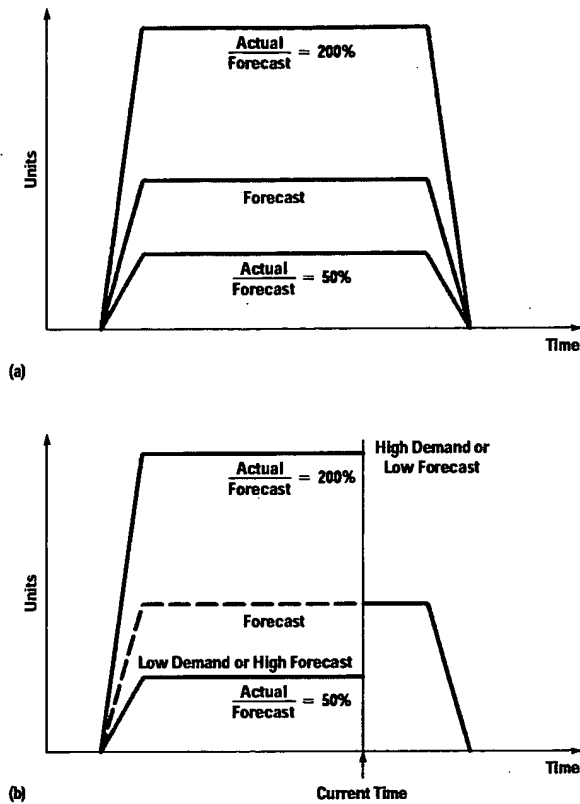 Actual
Forecast = 200%
Units
Forecast
Actual
Forecast = 50%
Time
(a)
High Demand or
Low Forecast
Actual
Forecast = 200%
Units
Forecast
Low Demand or High Forecast
Actual
Forecast = 50%
Time
(b)
Current Time